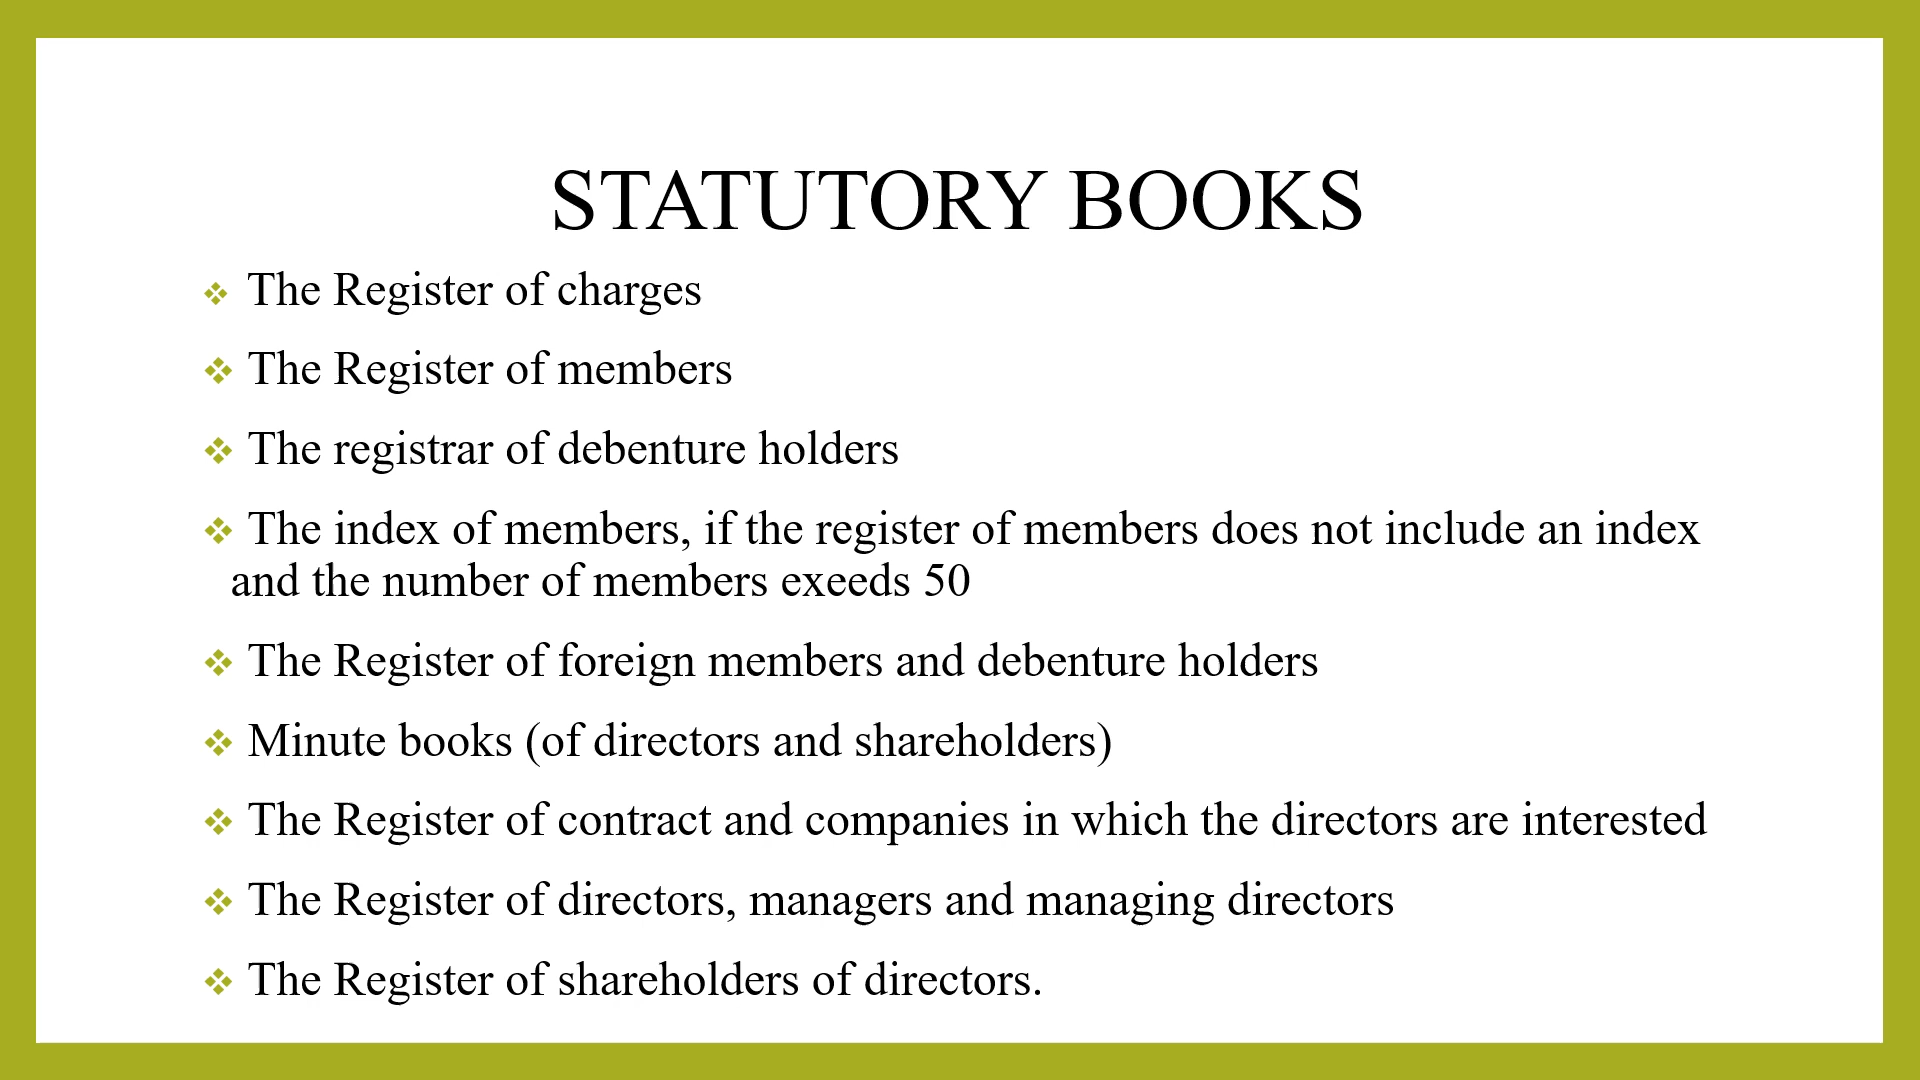 STATUTORY BOOKS
❖ The Register of charges
❖ The Register of members
❖ The registrar of debenture holders
❖ The index of members, if the register of members does not include an index
and the number of members exeeds 50
❖ The Register of foreign members and debenture holders
❖ Minute books (of directors and shareholders)
❖ The Register of contract and companies in which the directors are interested
❖ The Register of directors, managers and managing directors
❖ The Register of shareholders of directors.